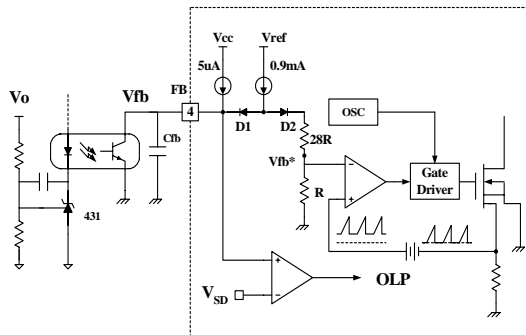 Vcc
Vref
5uA
0.9mA
Vo
Vfb
FB
4
D1
D2
Cfb
28R
OSC
Vfb*
R
Gate
Driver
431
+
-
-
+
VSD
OLP